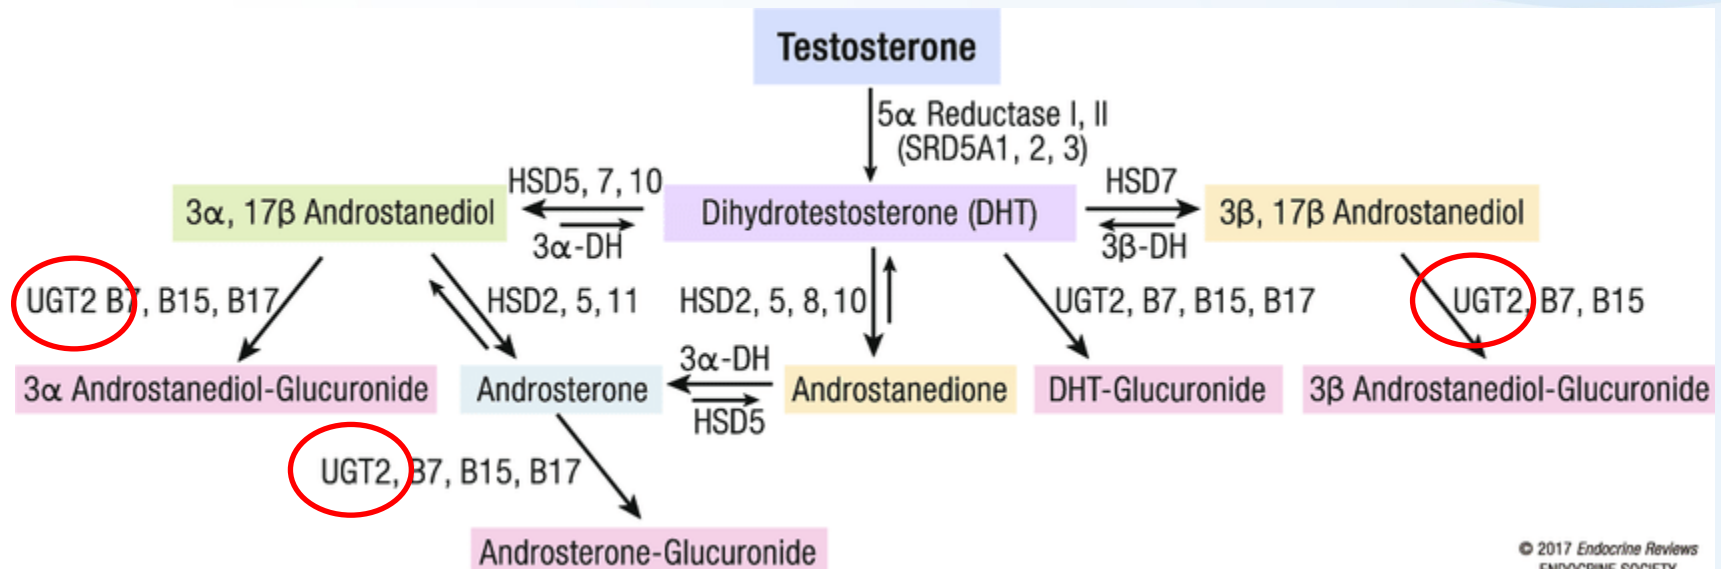 Testosterone
5α Reductase I, II
(SRD5A1, 2, 3)
HSD5, 7, 10
HSD7
3α, 17β Androstanediol
Dihydrotestosterone (DHT)
3β, 17β Androstanediol
3α-DH
3β-DH
UGT2 B7, B15, B17
HSD2, 5, 11
HSD2, 5, 8, 10
UGT2, B7, B15, B17
UGT2, B7, B15
3α-DH
3α Androstanediol-Glucuronide
Androsterone
Androstanedione
DHT-Glucuronide
3β Androstanediol-Glucuronide
HSD5
UGT2, B7, B15, B17
Androsterone-Glucuronide
© 2017 Endocrine Reviews
ENDOCRINE SOCIETY